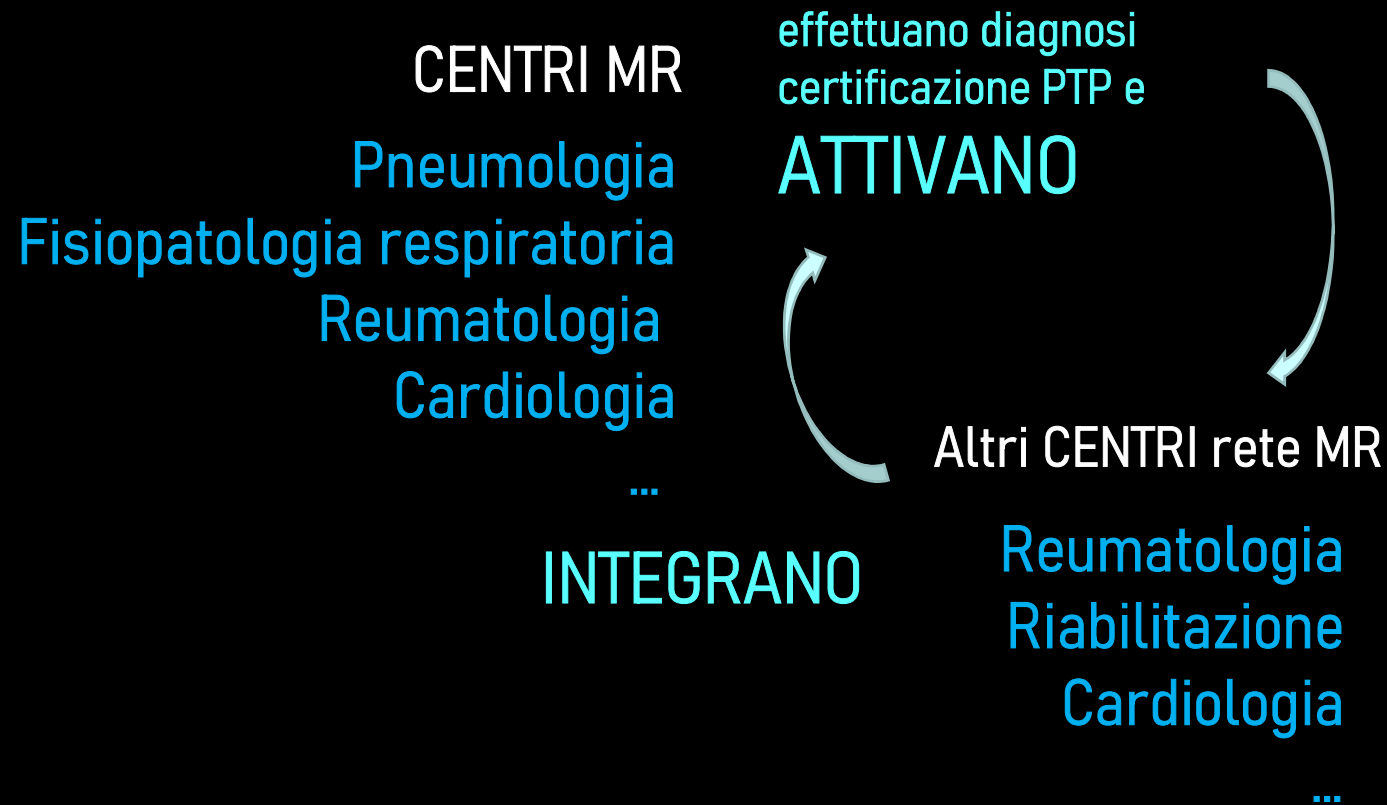 CENTRI MR
Pneumologia
Fisiopatologia respiratoria
Reumatologia
Cardiologia
...
effettuano diagnosi
certificazione PTP e
ATTIVANO
Altri CENTRI rete MR
Reumatologia
Riabilitazione
Cardiologia
...
INTEGRANO